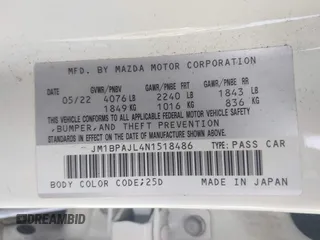 MFD. BY MAZDA MOTOR CORPORATION
DATE GVWR/PNBV GAWR/PNBE FRT GAWR/PNBE RR
05/22 4076 LB 2240 LB 1843 LB
1849 KG 1016 KG 836 KG
THIS VEHICLE CONFORMS TO ALL APPLICABLE FEDERAL MOTOR VEHICLE SAFETY
,BUMPER,AND THEFT PREVENTION
STANDARDS IN EFFECT ON THE DATE OF MANUFACTURE SHOWN ABOVE.
JM1BPAJL4N1518486 TYPE: PASS CAR
BODY COLOR CODE;25D MADE IN JAPAN
DAMAGEDBIDS